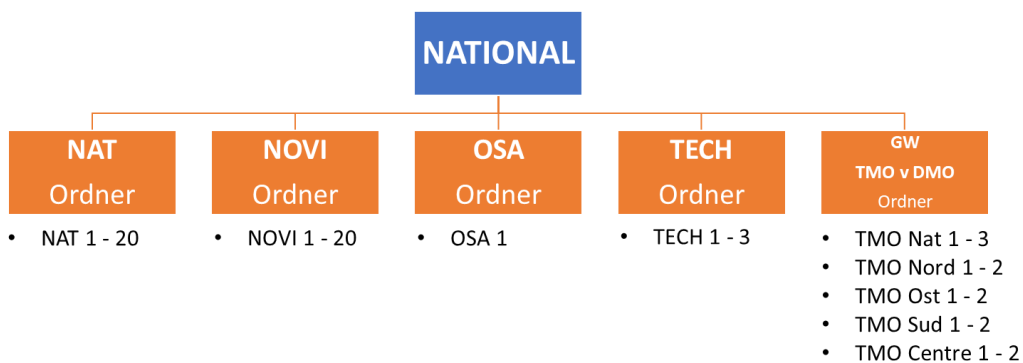 NATIONAL
NAT
Ordner
• NAT 1 - 20
NOVI
Ordner
• NOVI 1 - 20
OSA
Ordner
• OSA 1
TECH
Ordner
• TECH 1 - 3
GW
TMO v DMO
Ordner
• TMO Nat 1 - 3
• TMO Nord 1 - 2
• TMO Ost 1 - 2
• TMO Sud 1 - 2
• TMO Centre 1 - 2